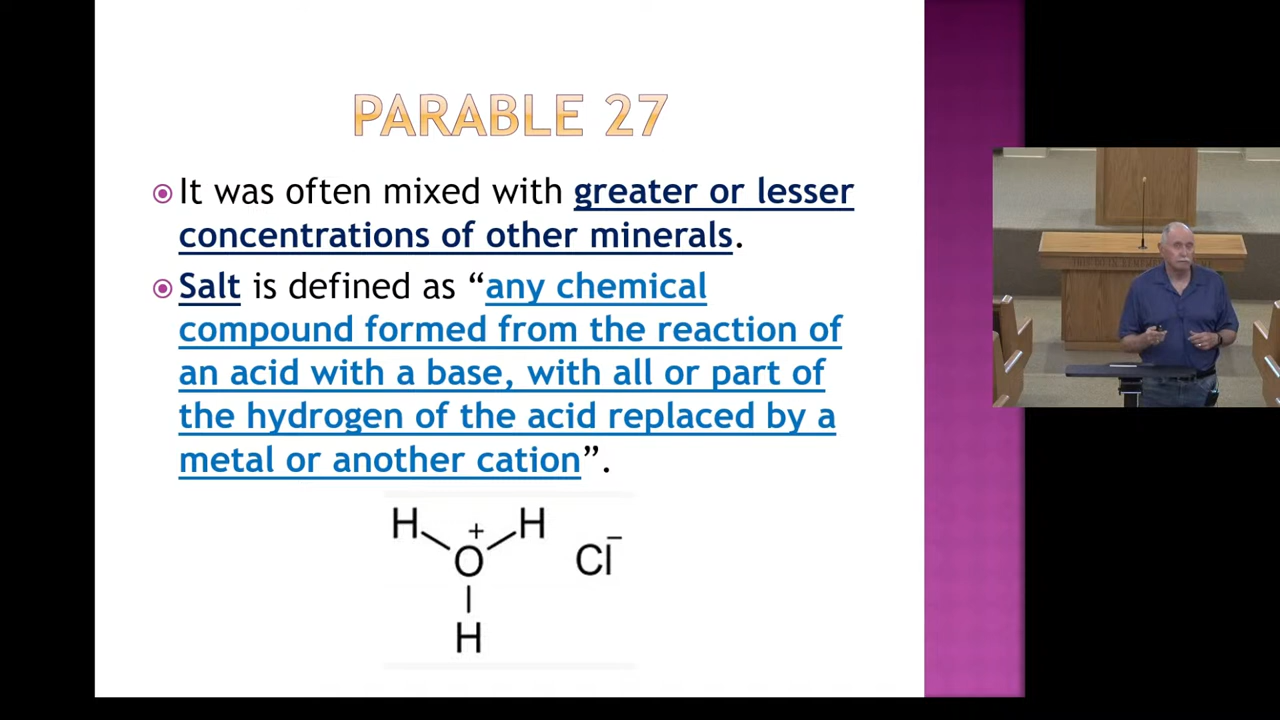 PARABLE 27
It was often mixed with greater or lesser
concentrations of other minerals.
Salt is defined as “any chemical
compound formed from the reaction of
an acid with a base, with all or part of
the hydrogen of the acid replaced by a
metal or another cation”.
H + H
O Cl−
H